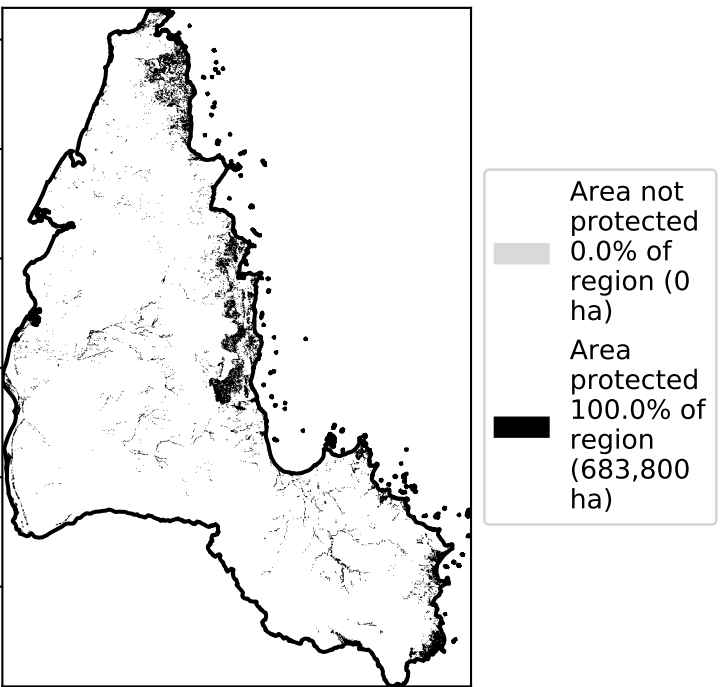 Area not
protected
0.0% of
region (0
ha)
Area
protected
100.0% of
region
(683,800
ha)